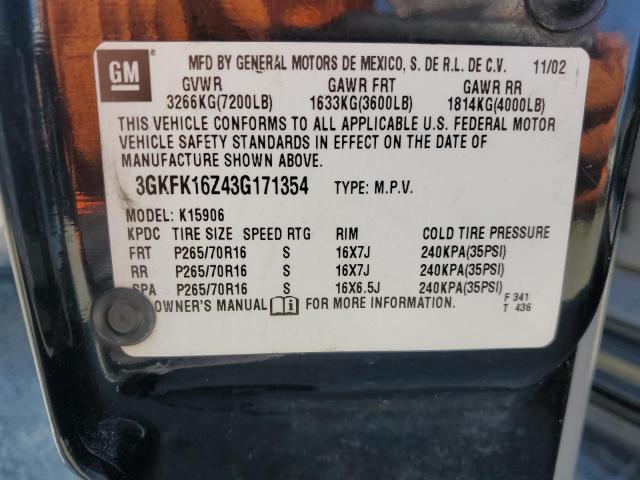 GM ®
MFD BY GENERAL MOTORS DE MEXICO, S. DE R.L. DE C.V. 11/02
GVWR GAWR FRT GAWR RR
3266KG(7200LB) 1633KG(3600LB) 1814KG(4000LB)
THIS VEHICLE CONFORMS TO ALL APPLICABLE U.S. FEDERAL MOTOR
VEHICLE SAFETY STANDARDS IN EFFECT ON THE DATE OF
MANUFACTURE SHOWN ABOVE.
3GKFK16Z43G171354 TYPE: M.P.V.
MODEL: K15906
KPDC TIRE SIZE SPEED RTG RIM COLD TIRE PRESSURE
FRT P265/70R16 S 16X7J 240KPA(35PSI)
RR P265/70R16 S 16X7J 240KPA(35PSI)
SPA P265/70R16 S 16X6.5J 240KPA(35PSI)
OWNER'S MANUAL FOR MORE INFORMATION. F 341
T 436